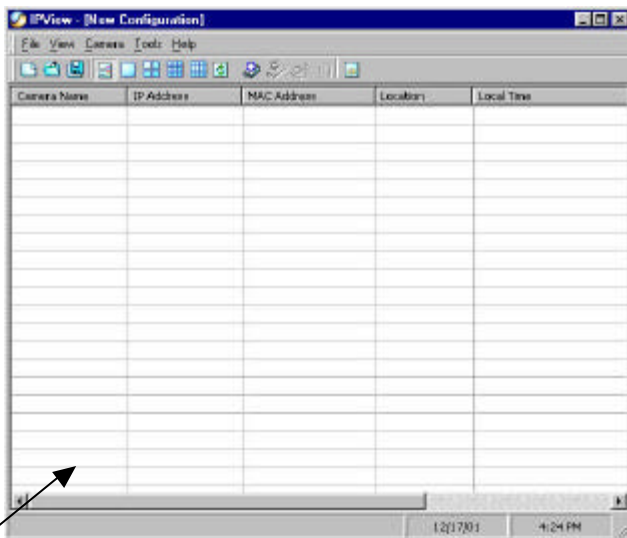 IPView - [New Configuration]
File View Camera Tools Help
Camera Name IP Address MAC Address Location Local Time
12/17/01 4:24 PM